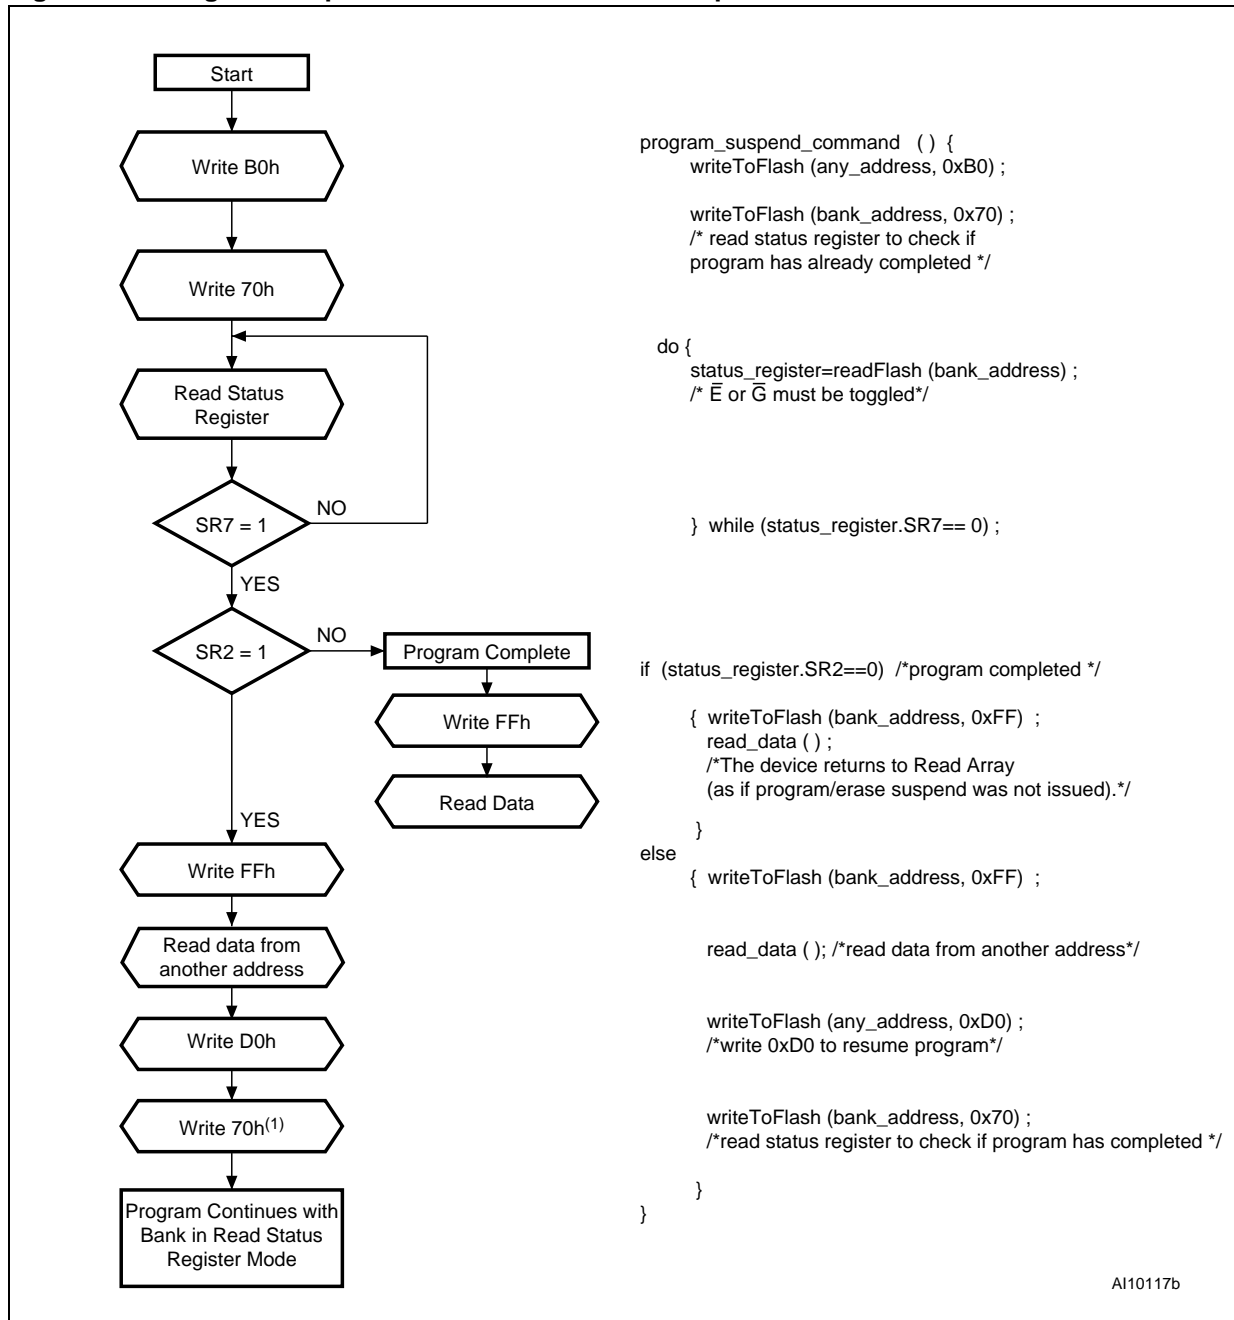 Start
Write B0h
Write 70h
Read Status
Register
SR7 = 1
NO
YES
SR2 = 1
NO
Program Complete
Write FFh
Read Data
YES
Write FFh
Read data from
another address
Write D0h
Write 70h(1)
Program Continues with
Bank in Read Status
Register Mode
program_suspend_command ( ) {
writeToFlash (any_address, 0xB0) ;
writeToFlash (bank_address, 0x70) ;
/* read status register to check if
program has already completed */
do {
status_register=readFlash (bank_address) ;
/* E̅ or G̅ must be toggled*/
} while (status_register.SR7== 0) ;
if (status_register.SR2==0) /*program completed */
{ writeToFlash (bank_address, 0xFF) ;
read_data ( ) ;
/*The device returns to Read Array
(as if program/erase suspend was not issued).*/
}
else
{ writeToFlash (bank_address, 0xFF) ;
read_data ( ); /*read data from another address*/
writeToFlash (any_address, 0xD0) ;
/*write 0xD0 to resume program*/
writeToFlash (bank_address, 0x70) ;
/*read status register to check if program has completed */
}
}
AI10117b